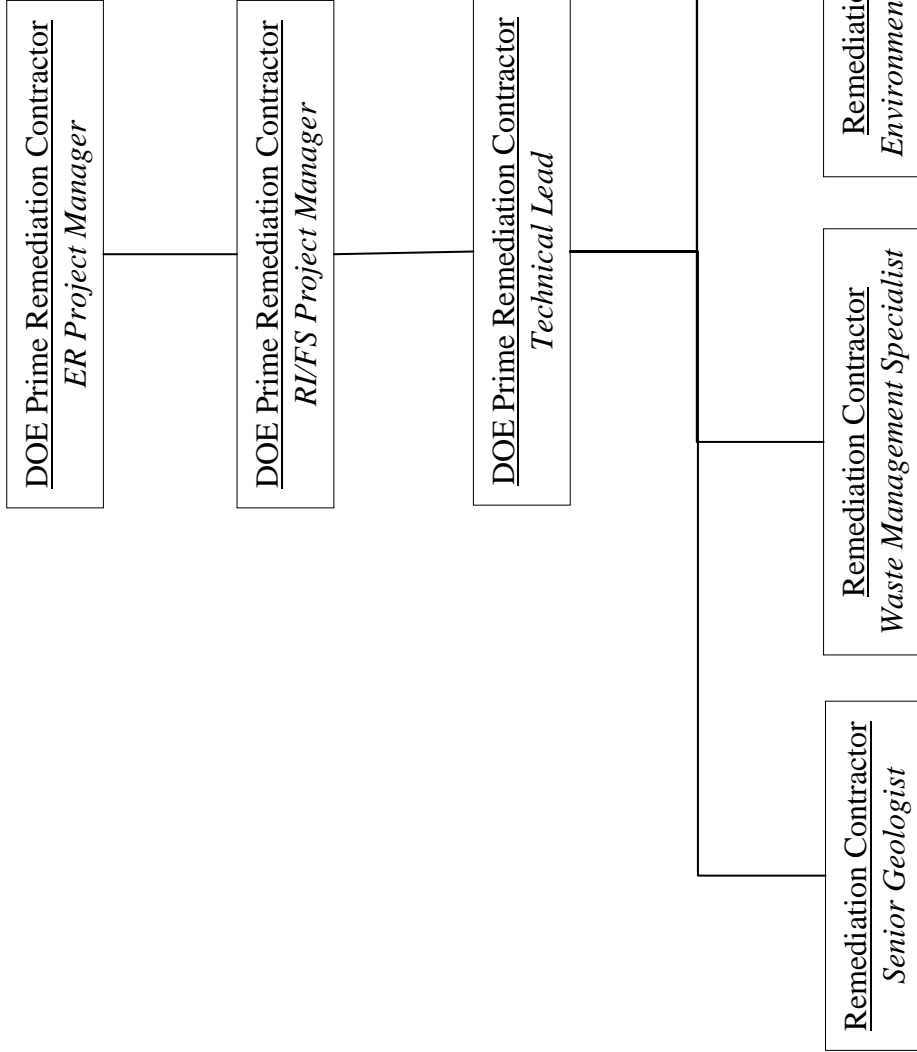 DOE Prime Remediation Contractor
ER Project Manager
DOE Prime Remediation Contractor
RI/FS Project Manager
DOE Prime Remediation Contractor
Technical Lead
Remediation Contractor
Senior Geologist
Remediation Contractor
Waste Management Specialist